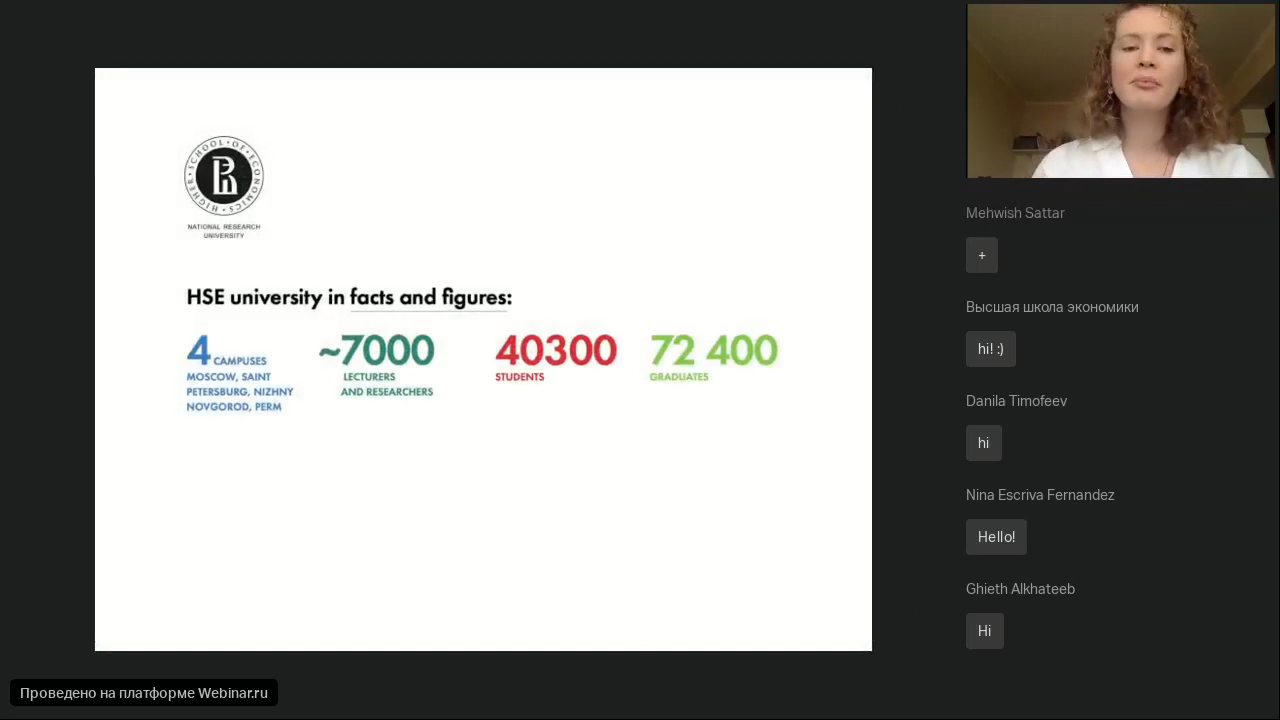 HIGHER · SCHOOL · OF · ECONOMICS
NATIONAL RESEARCH
UNIVERSITY
HSE university in facts and figures:
4 CAMPUSES
MOSCOW, SAINT
PETERSBURG, NIZHNY
NOVGOROD, PERM
~7000
LECTURERS
AND RESEARCHERS
40300
STUDENTS
72 400
GRADUATES
Mehwish Sattar
+
Высшая школа экономики
hi! :)
Danila Timofeev
hi
Nina Escriva Fernandez
Hello!
Ghieth Alkhateeb
Hi
Проведено на платформе Webinar.ru